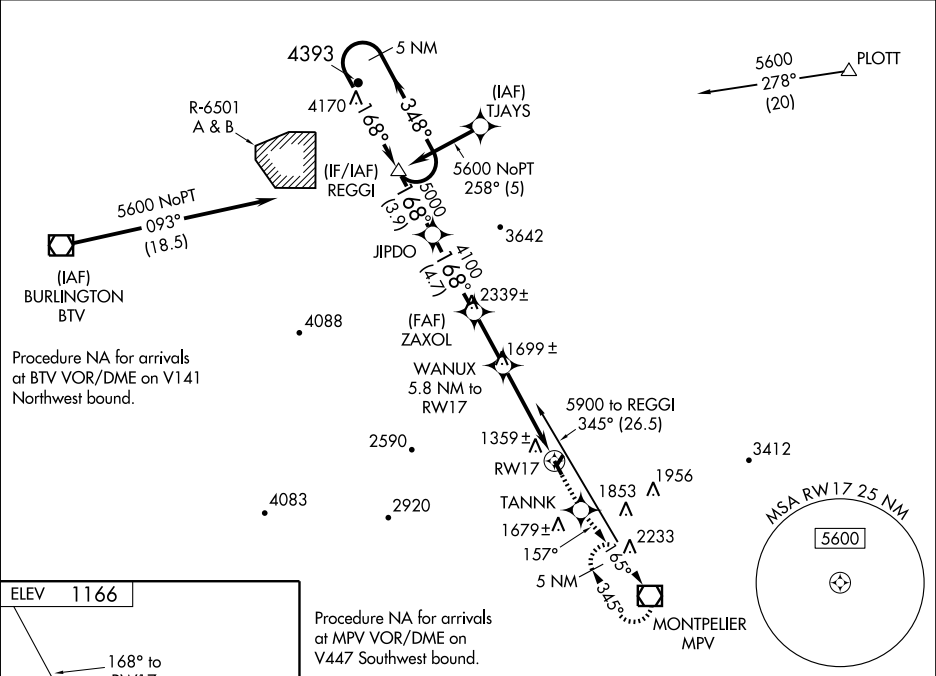 4393
5 NM
5600
278°
(20)
PLOTT
4170
168°
348°
(IAF)
TJAYS
R-6501
A & B
(IF/IAF)
REGGI
5600 NoPT
258° (5)
5600 NoPT
093°
(18.5)
5000
168°
(3.9)
3642
JIPDO
4100
168°
(4.7)
(IAF)
BURLINGTON
BTV
2339±
4088
(FAF)
ZAXOL
Procedure NA for arrivals
at BTV VOR/DME on V141
Northwest bound.
1699±
WANUX
5.8 NM to
RW17
5900 to REGGI
345° (26.5)
2590
1359±
RW17
3412
1956
1853
4083
2920
TANNK
1679±
157°
2233
165°
5 NM
345°
MONTPELIER
MPV
MSA RW17 25 NM
5600
ELEV 1166
Procedure NA for arrivals
at MPV VOR/DME on
V447 Southwest bound.
168° to
RW17